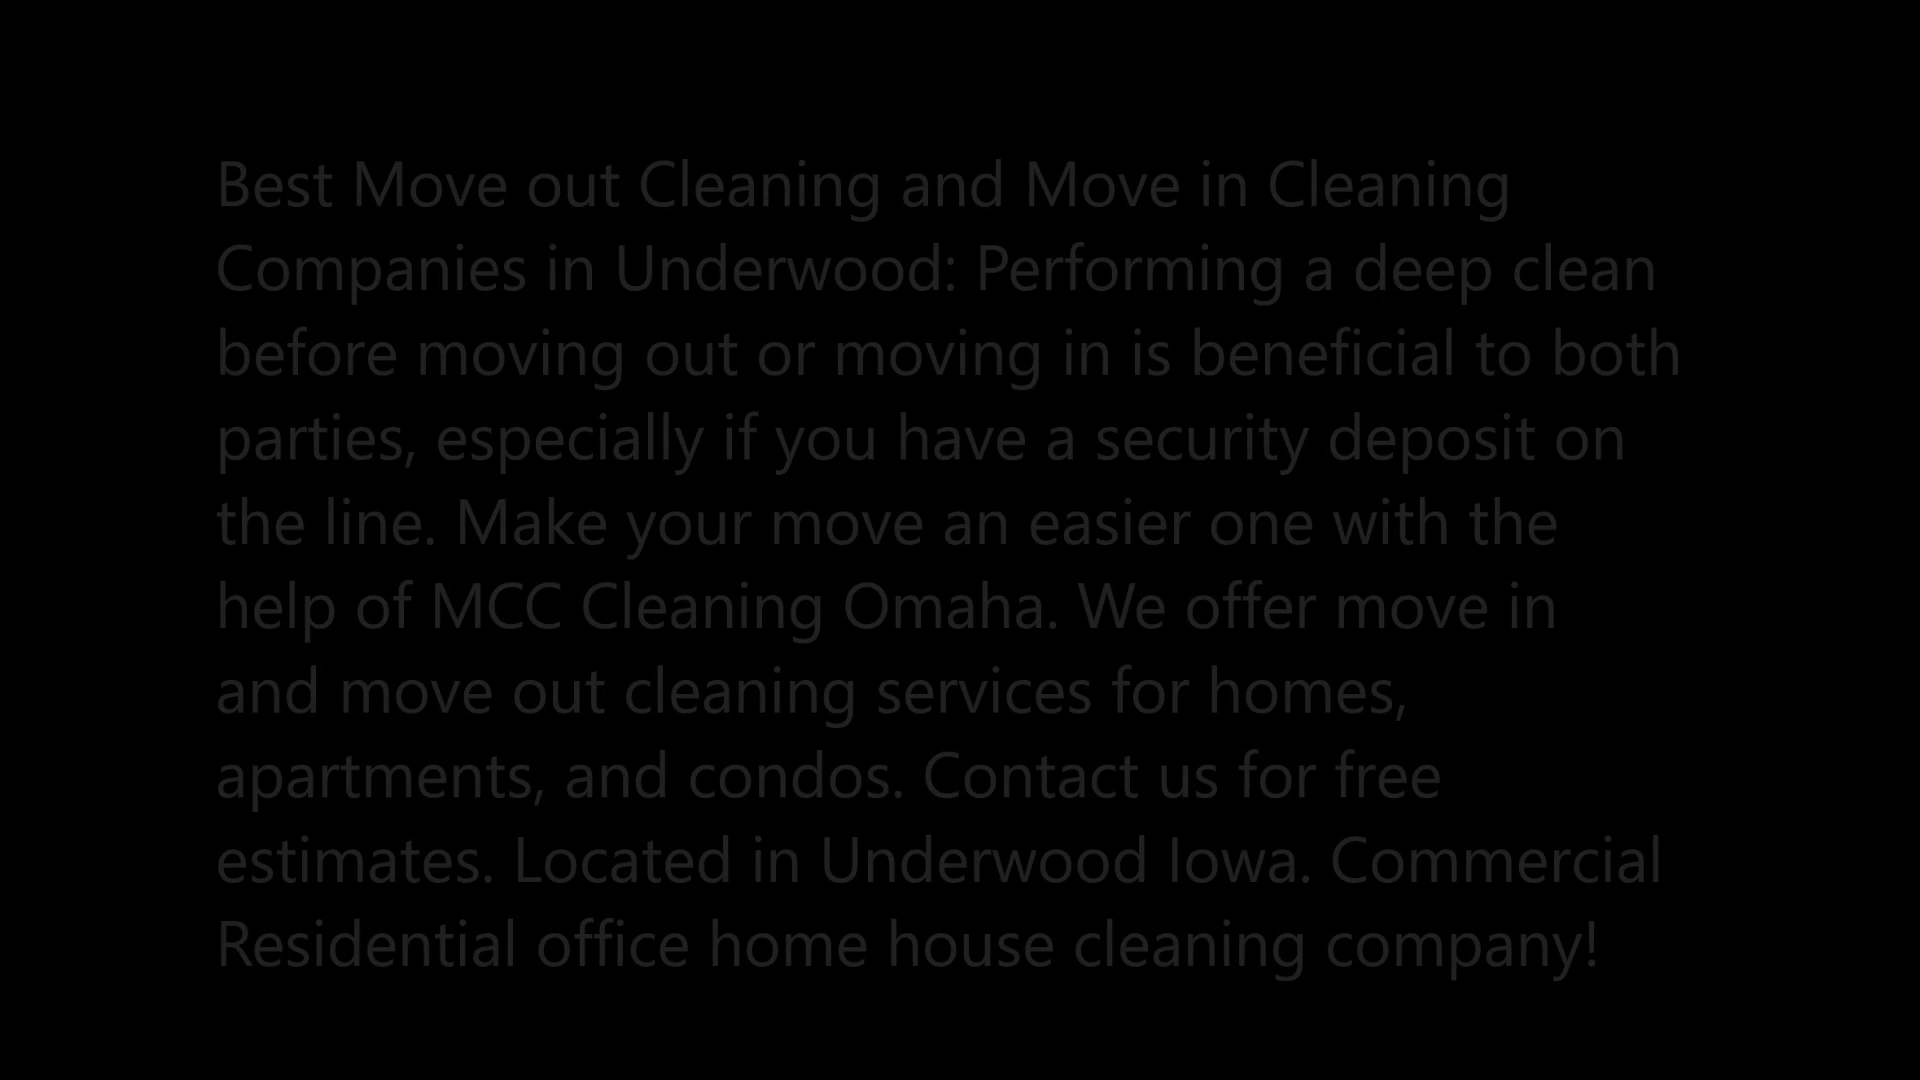 Best Move out Cleaning and Move in Cleaning
Companies in Underwood: Performing a deep clean
before moving out or moving in is beneficial to both
parties, especially if you have a security deposit on
the line. Make your move an easier one with the
help of MCC Cleaning Omaha. We offer move in
and move out cleaning services for homes,
apartments, and condos. Contact us for free
estimates. Located in Underwood Iowa. Commercial
Residential office home house cleaning company!